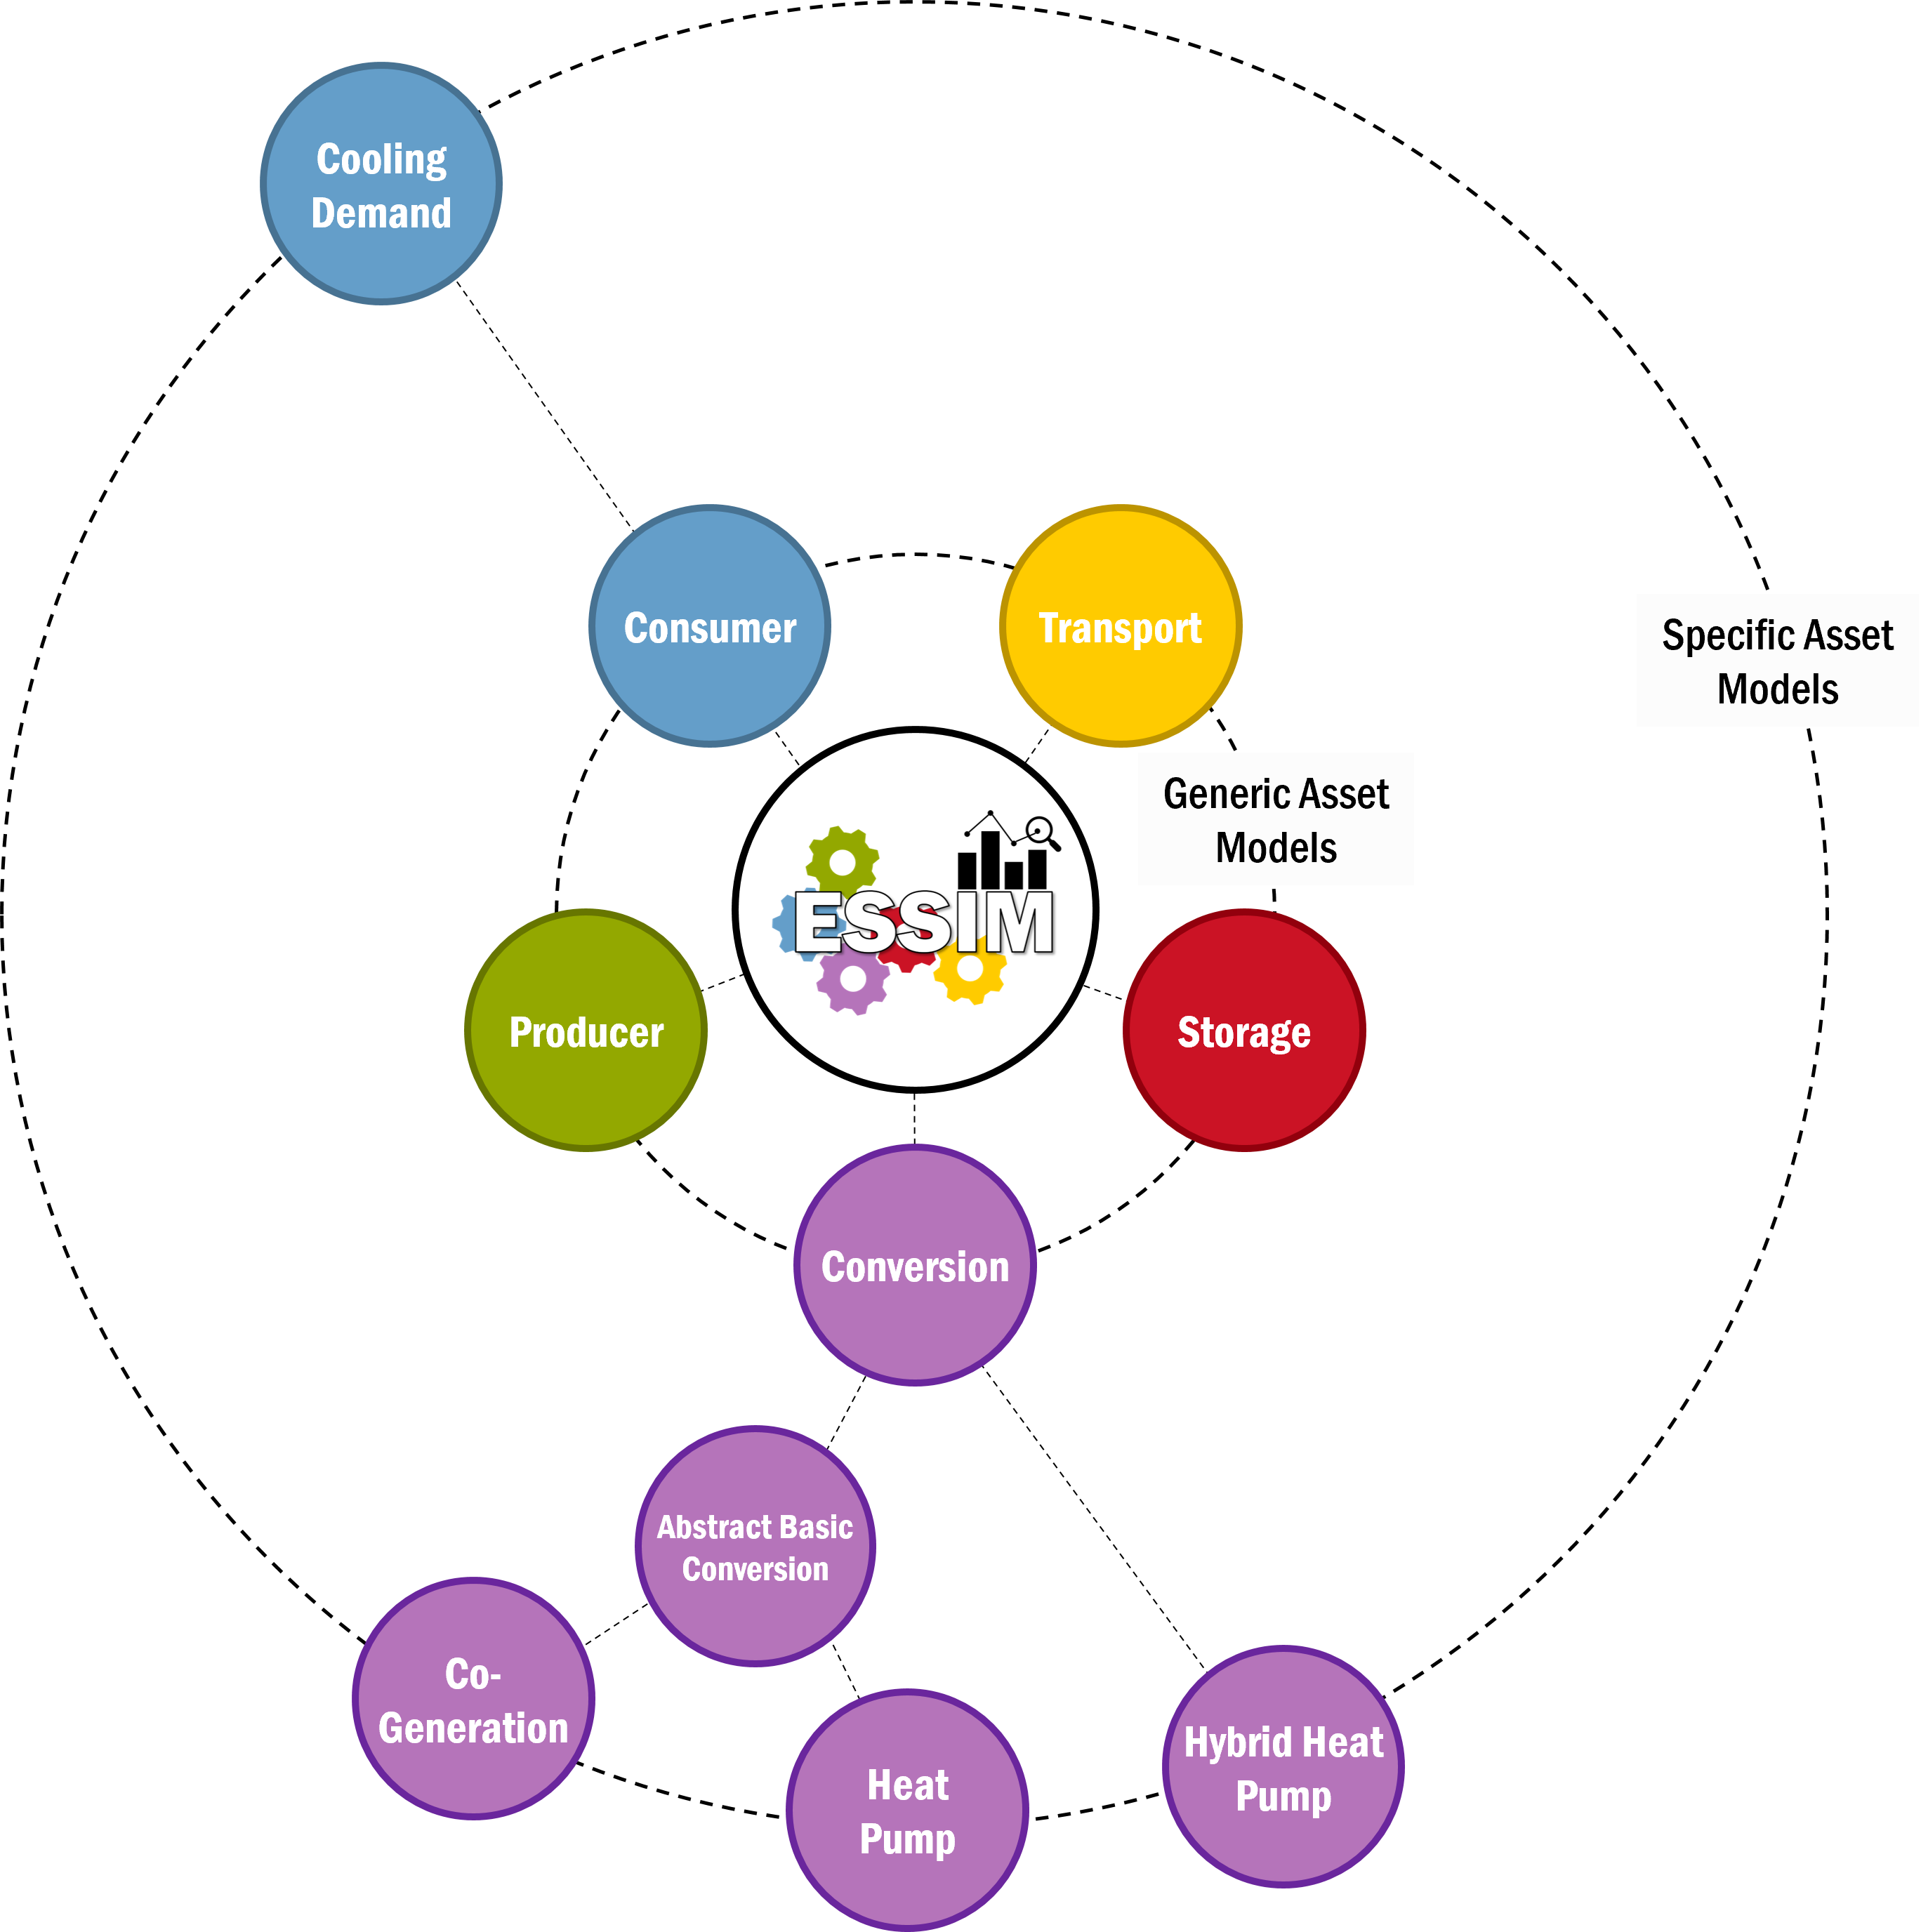 Cooling
Demand
Consumer
Transport
Specific Asset
Models
Generic Asset
Models
ESSIM
Producer
Storage
Conversion
Abstract Basic
Conversion
Co-
Generation
Heat
Pump
Hybrid Heat
Pump